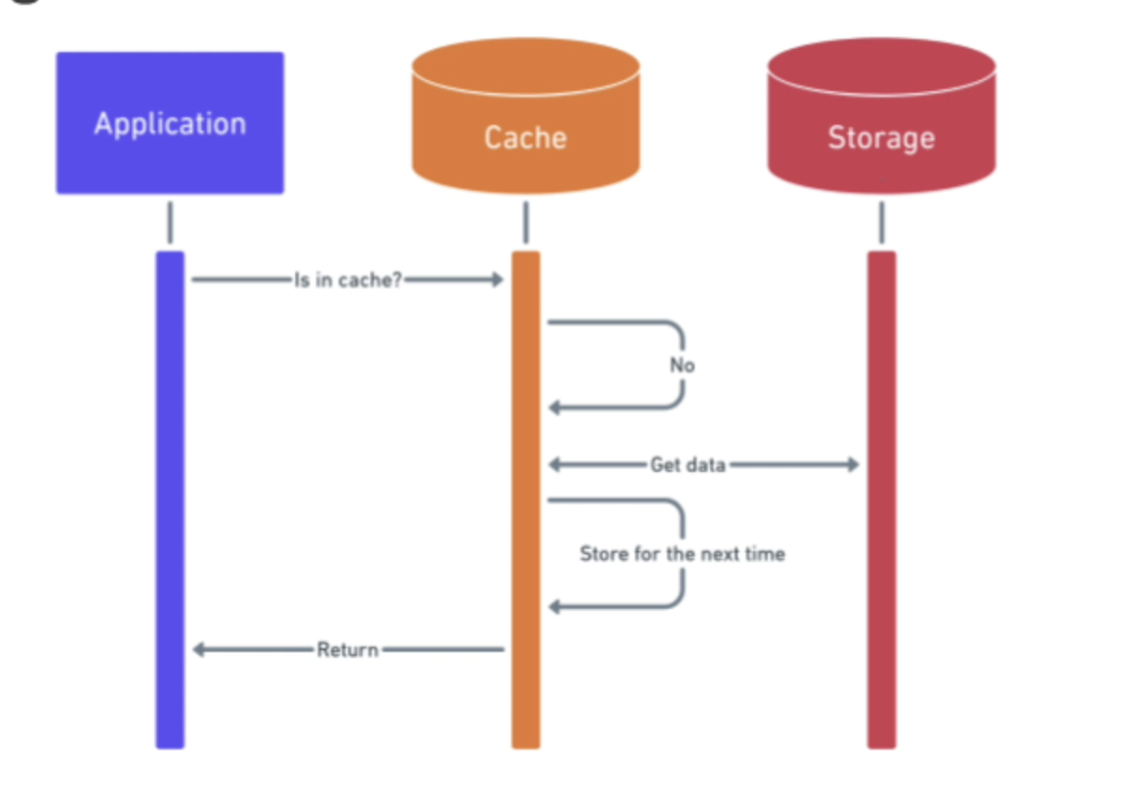 Application
Cache
Storage
Is in cache?
No
Get data
Store for the next time
Return